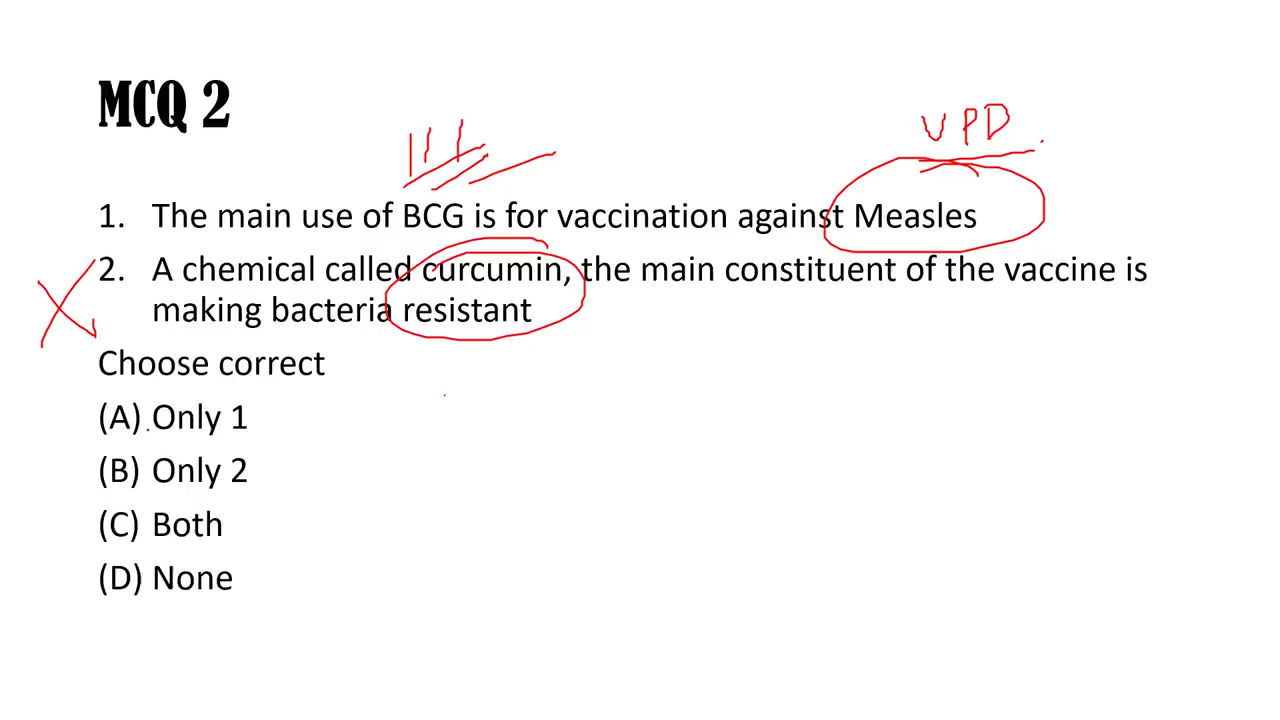 MCQ 2
VPD
1. The main use of BCG is for vaccination against Measles
2. A chemical called curcumin, the main constituent of the vaccine is
making bacteria resistant
Choose correct
(A) Only 1
(B) Only 2
(C) Both
(D) None